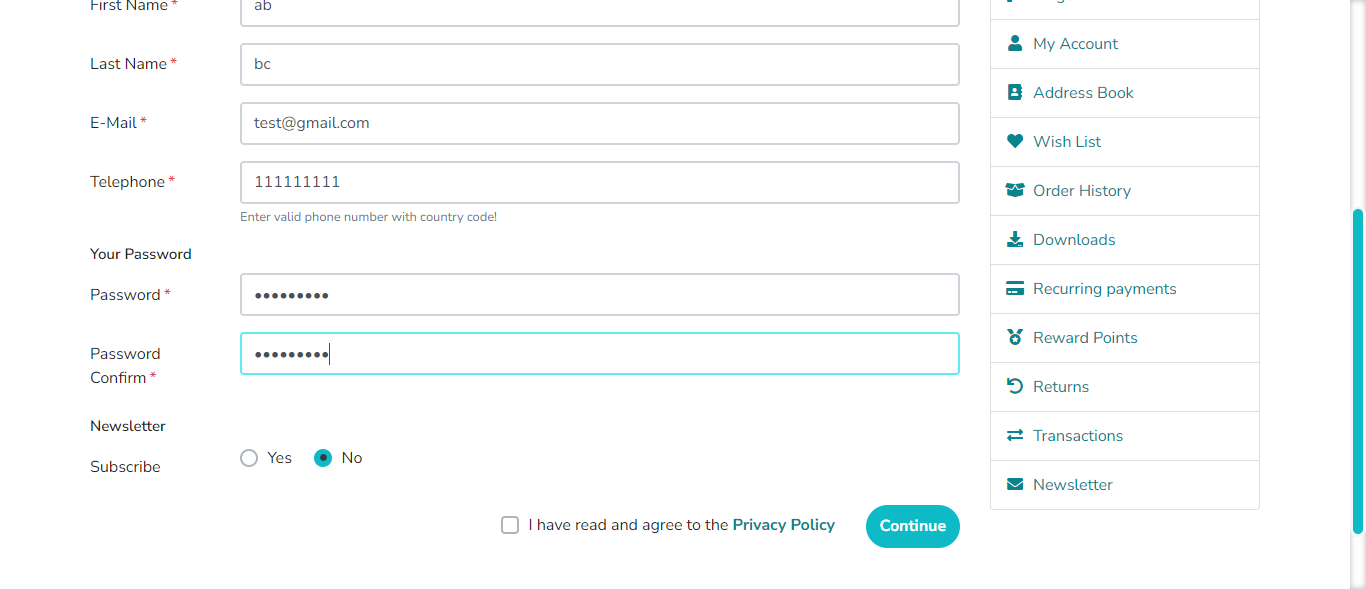 First Name *
ab
Last Name *
bc
E-Mail *
test@gmail.com
Telephone *
111111111
Enter valid phone number with country code!
Your Password
Password *
•••••••••
Password
Confirm *
•••••••••
Newsletter
Subscribe
Yes
No
I have read and agree to the Privacy Policy
Continue
My Account
Address Book
Wish List
Order History
Downloads
Recurring payments
Reward Points
Returns
Transactions
Newsletter